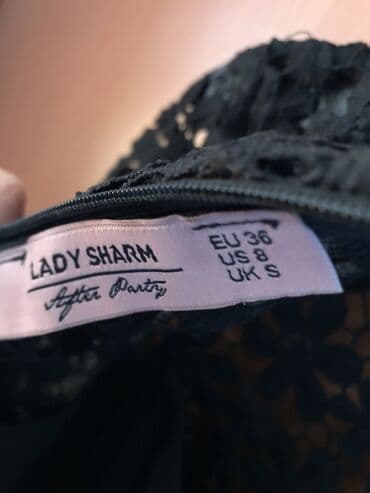 LADY SHARM
After Party
EU 36
US 8
UK S